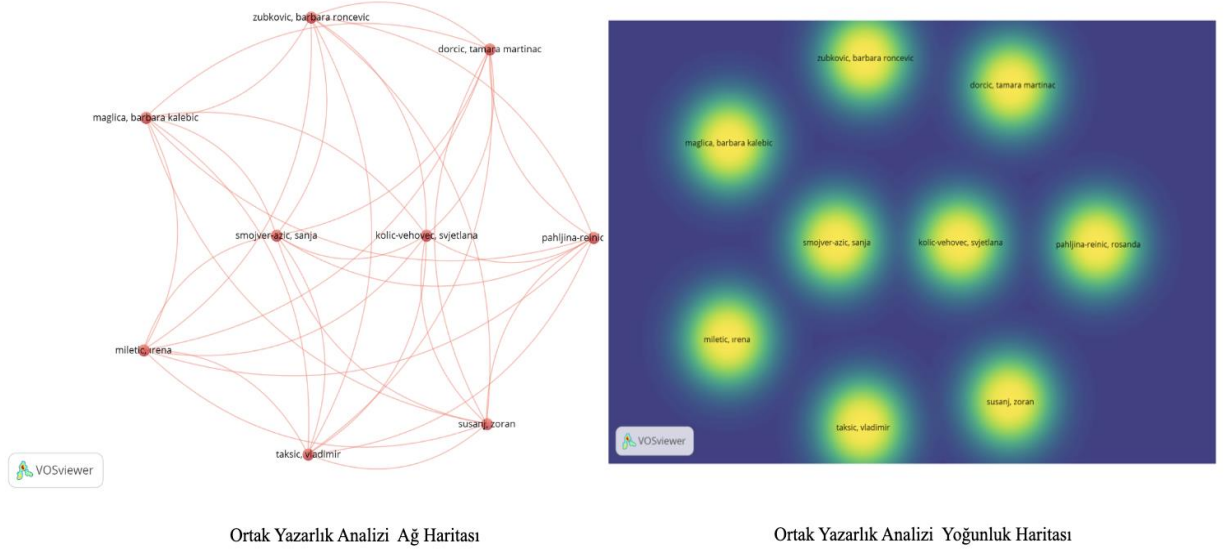 zubkovic, barbara roncevic
dorcic, tamara martinac
maglica, barbara kalebic
smojver-azic, sanja
kolic-vehovec, svjetlana
pahljina-reinic
miletic, ırena
susanj, zoran
taksic, vladimir
VOSviewer
Ortak Yazarlık Analizi Ağ Haritası
zubkovic, barbara roncevic
dorcic, tamara martinac
maglica, barbara kalebic
smojver-azic, sanja
kolic-vehovec, svjetlana
pahljina-reinic, rosanda
miletic, ırena
susanj, zoran
taksic, vladimir
VOSviewer
Ortak Yazarlık Analizi Yoğunluk Haritası